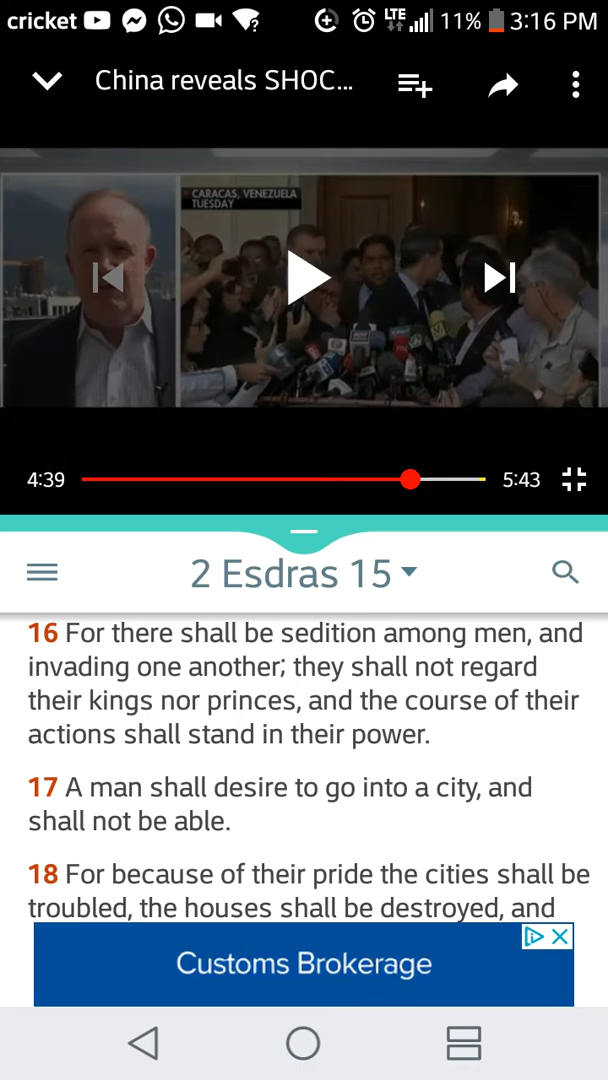 cricket
LTE 11% 3:16 PM
China reveals SHOC...
CARACAS, VENEZUELA
TUESDAY
4:39
5:43
2 Esdras 15
16 For there shall be sedition among men, and
invading one another; they shall not regard
their kings nor princes, and the course of their
actions shall stand in their power.
17 A man shall desire to go into a city, and
shall not be able.
18 For because of their pride the cities shall be
troubled, the houses shall be destroyed, and
Customs Brokerage